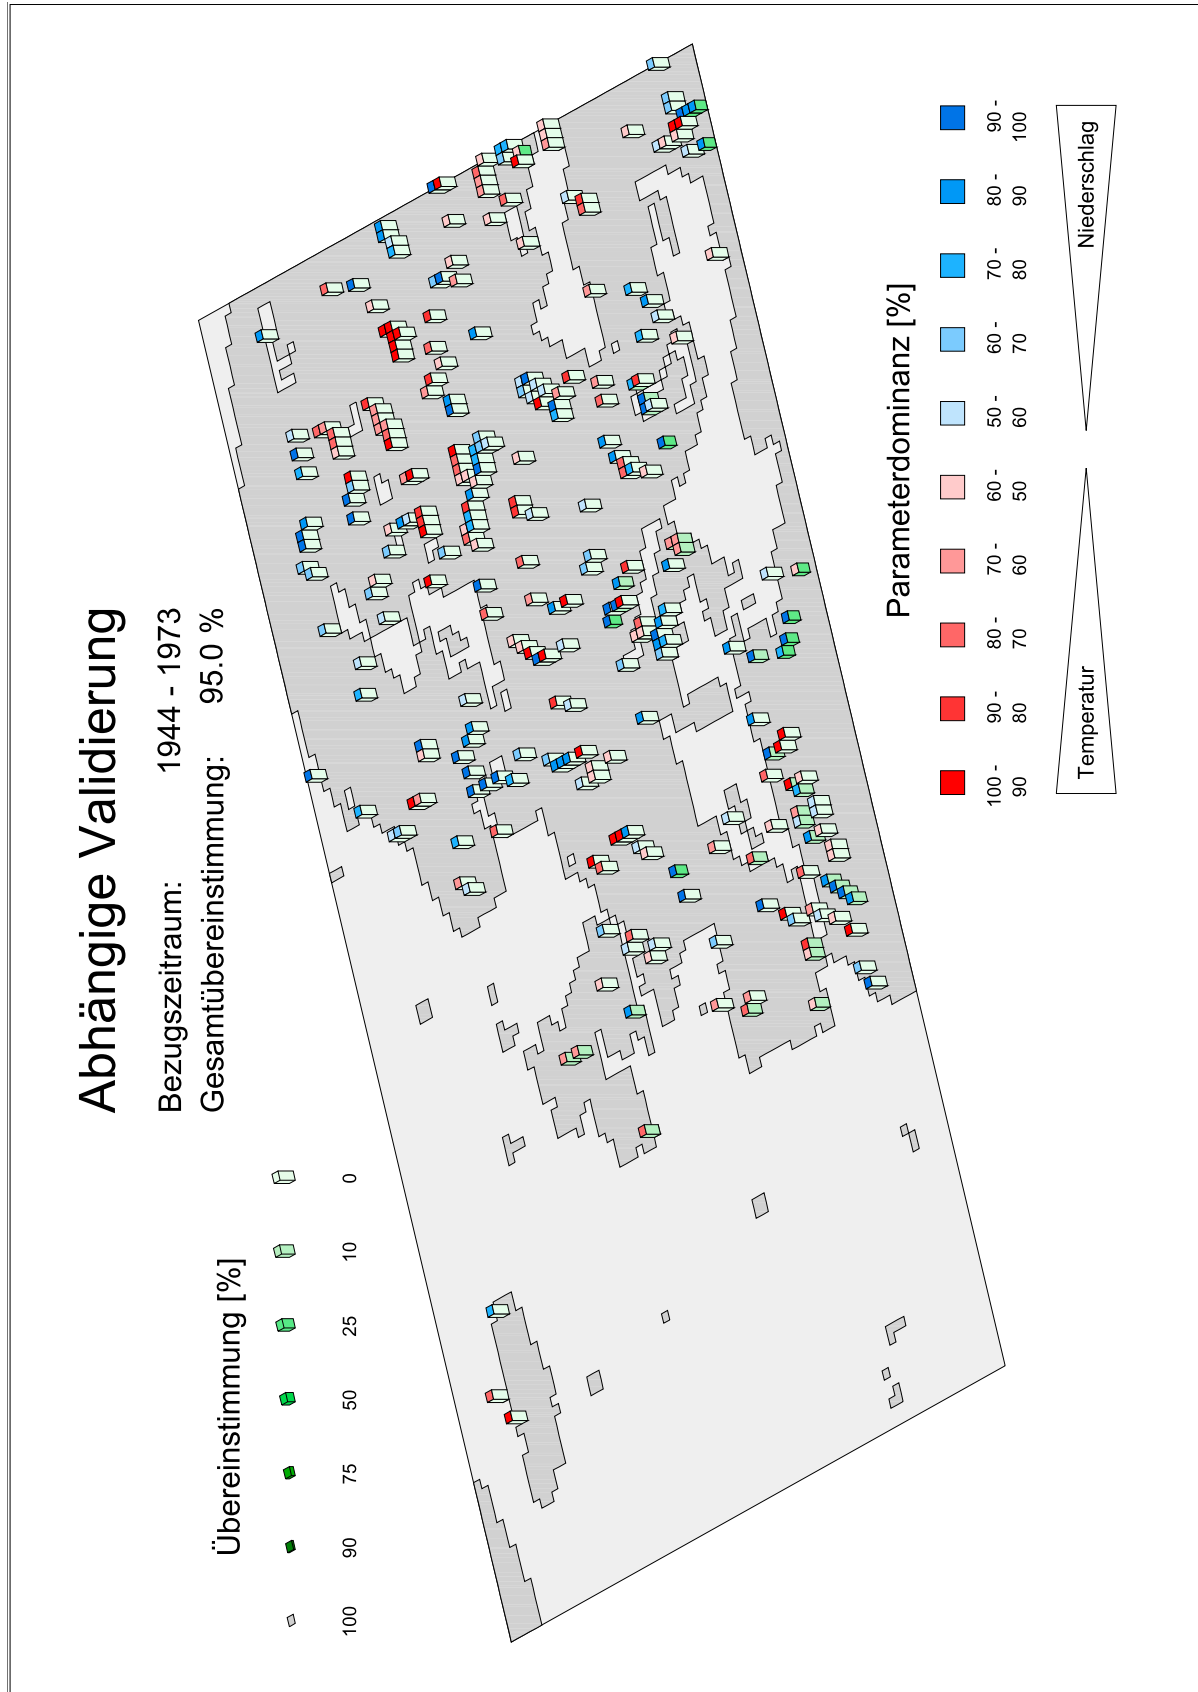 Abhängige Validierung
Bezugszeitraum: 1944 - 1973
Gesamtübereinstimmung: 95.0 %
Übereinstimmung [%]
100 90 75 50 25 10 0
Parameterdominanz [%]
100 - 90 - 80 - 70 - 60 - 50 - 60 - 70 - 80 - 90 -
90 80 70 60 50 60 70 80 90 100
Temperatur Niederschlag